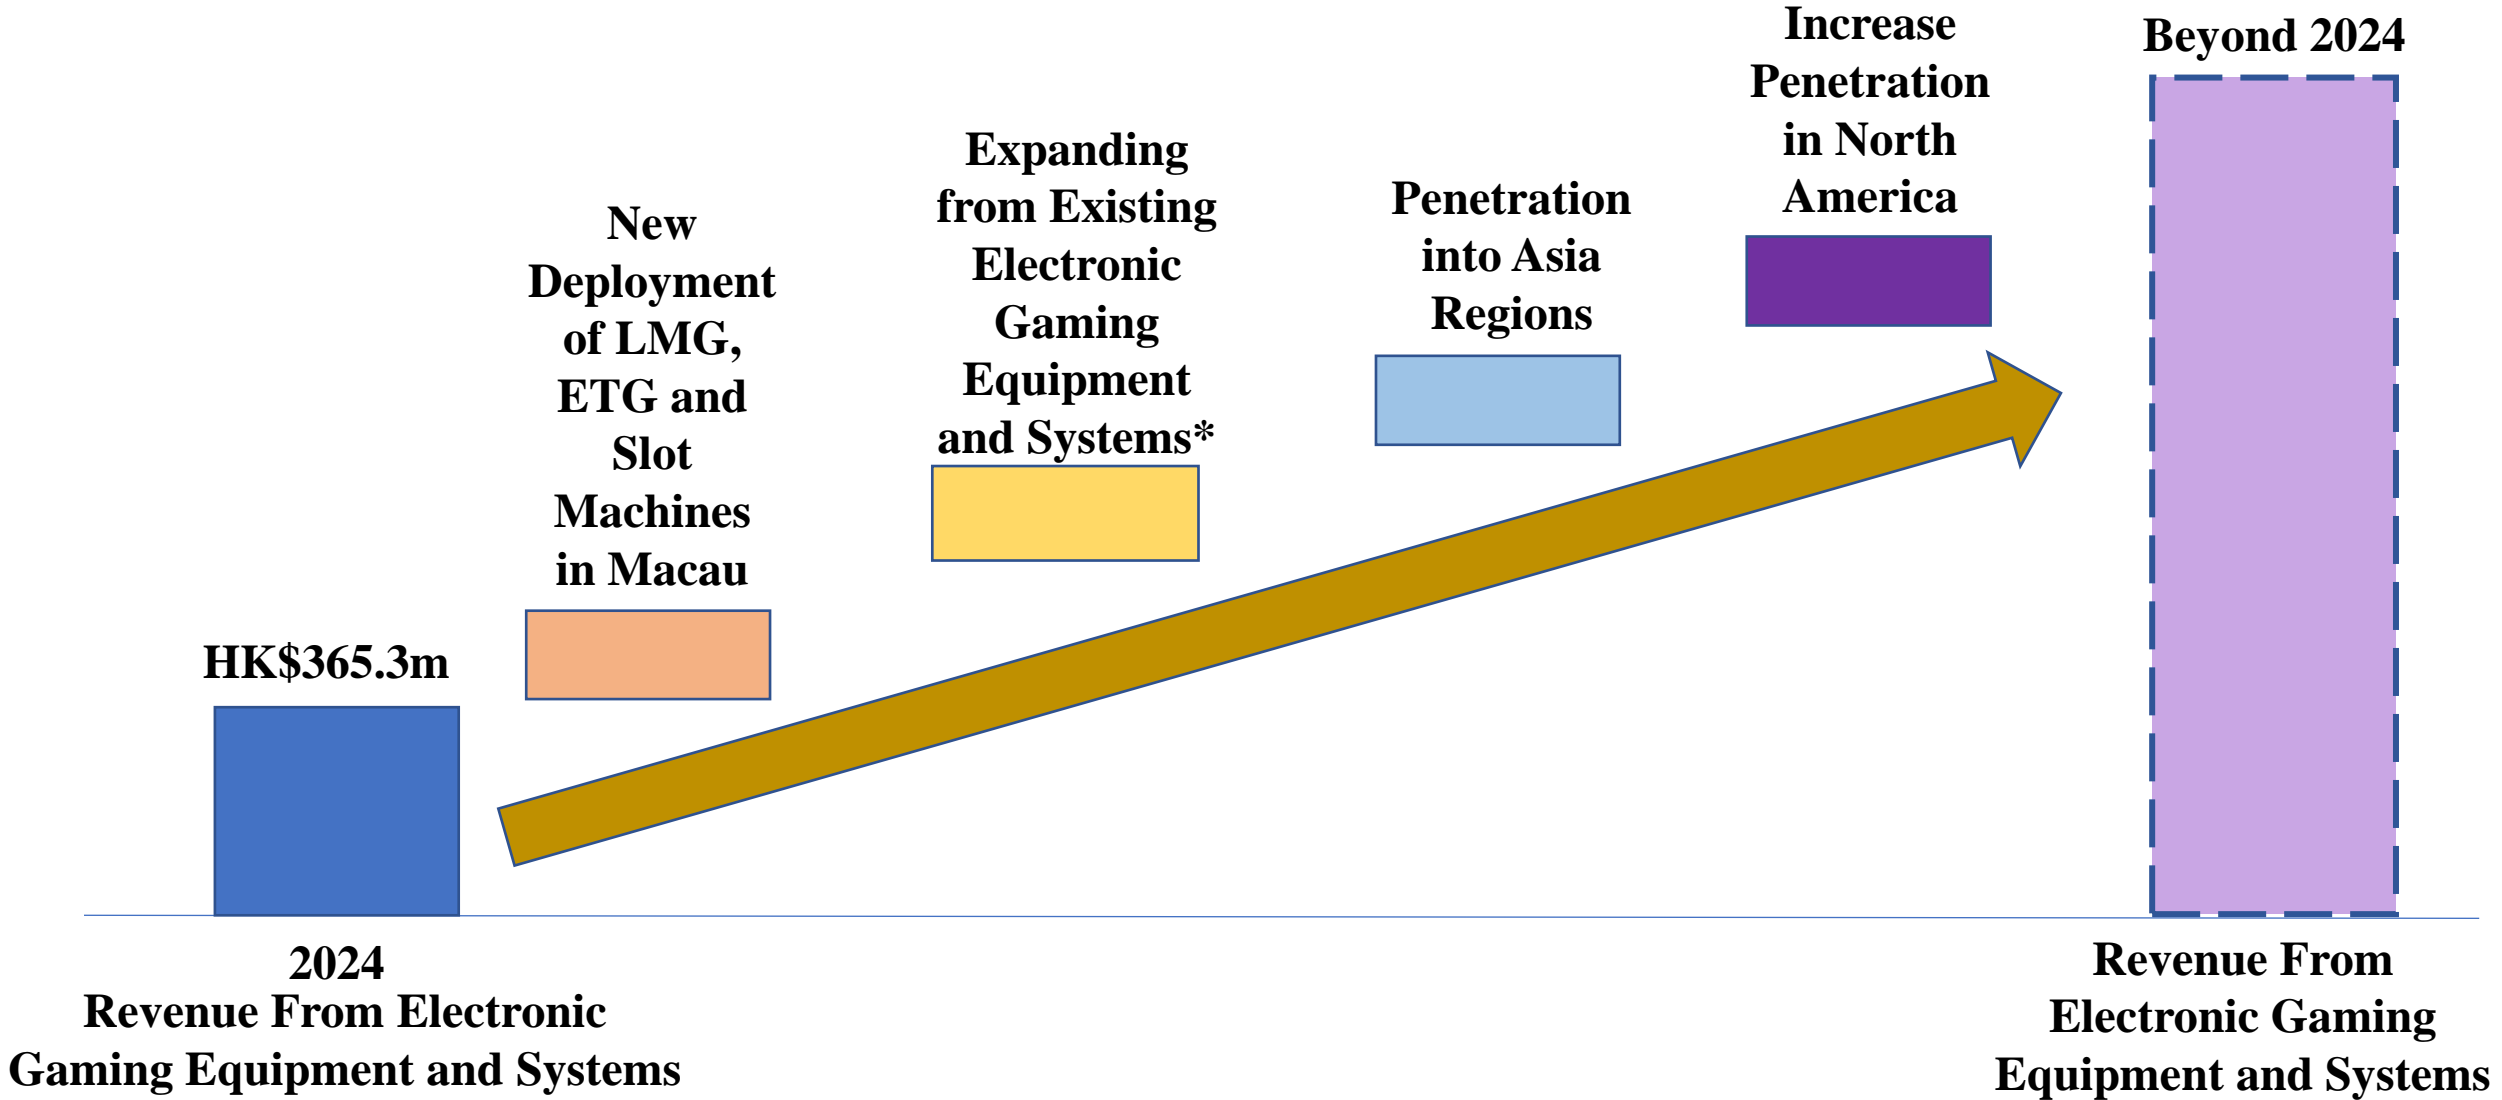 HK$365.3m
2024
Revenue From Electronic
Gaming Equipment and Systems
New
Deployment
of LMG,
ETG and
Slot
Machines
in Macau
Expanding
from Existing
Electronic
Gaming
Equipment
and Systems*
Penetration
into Asia
Regions
Increase
Penetration
in North
America
Beyond 2024
Revenue From
Electronic Gaming
Equipment and Systems